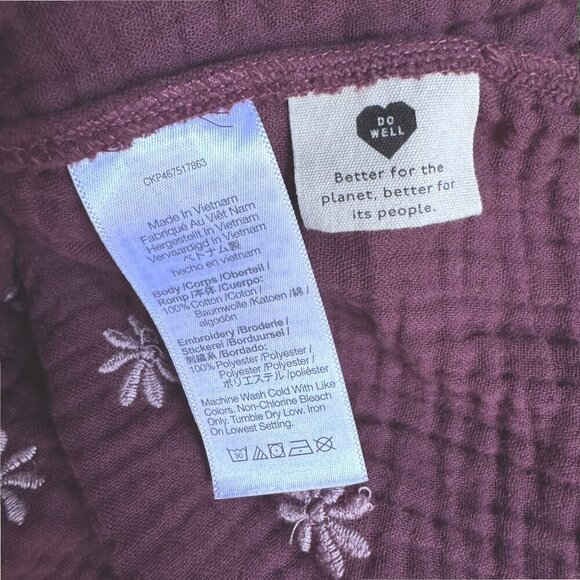 CKP467517863
Made In Vietnam
Fabriqué Au Viêt Nam
Hergestellt In Vietnam
Vervaardigd In Vietnam
ベトナム製
hecho en vietnam
Body /Corps /Oberteil /
Romp /本体 /Cuerpo:
100% Cotton /Coton /
Baumwolle /Katoen /綿 /
algodón
Embroidery /Broderie /
Stickerei /Borduursel /
刺繍糸 /Bordado:
100% Polyester /Polyester /
Polyester /Polyester /
ポリエステル /poliéster
Machine Wash Cold With Like
Colors. Non-Chlorine Bleach
Only. Tumble Dry Low. Iron
On Lowest Setting.
30
DO
WELL
Better for the
planet, better for
its people.